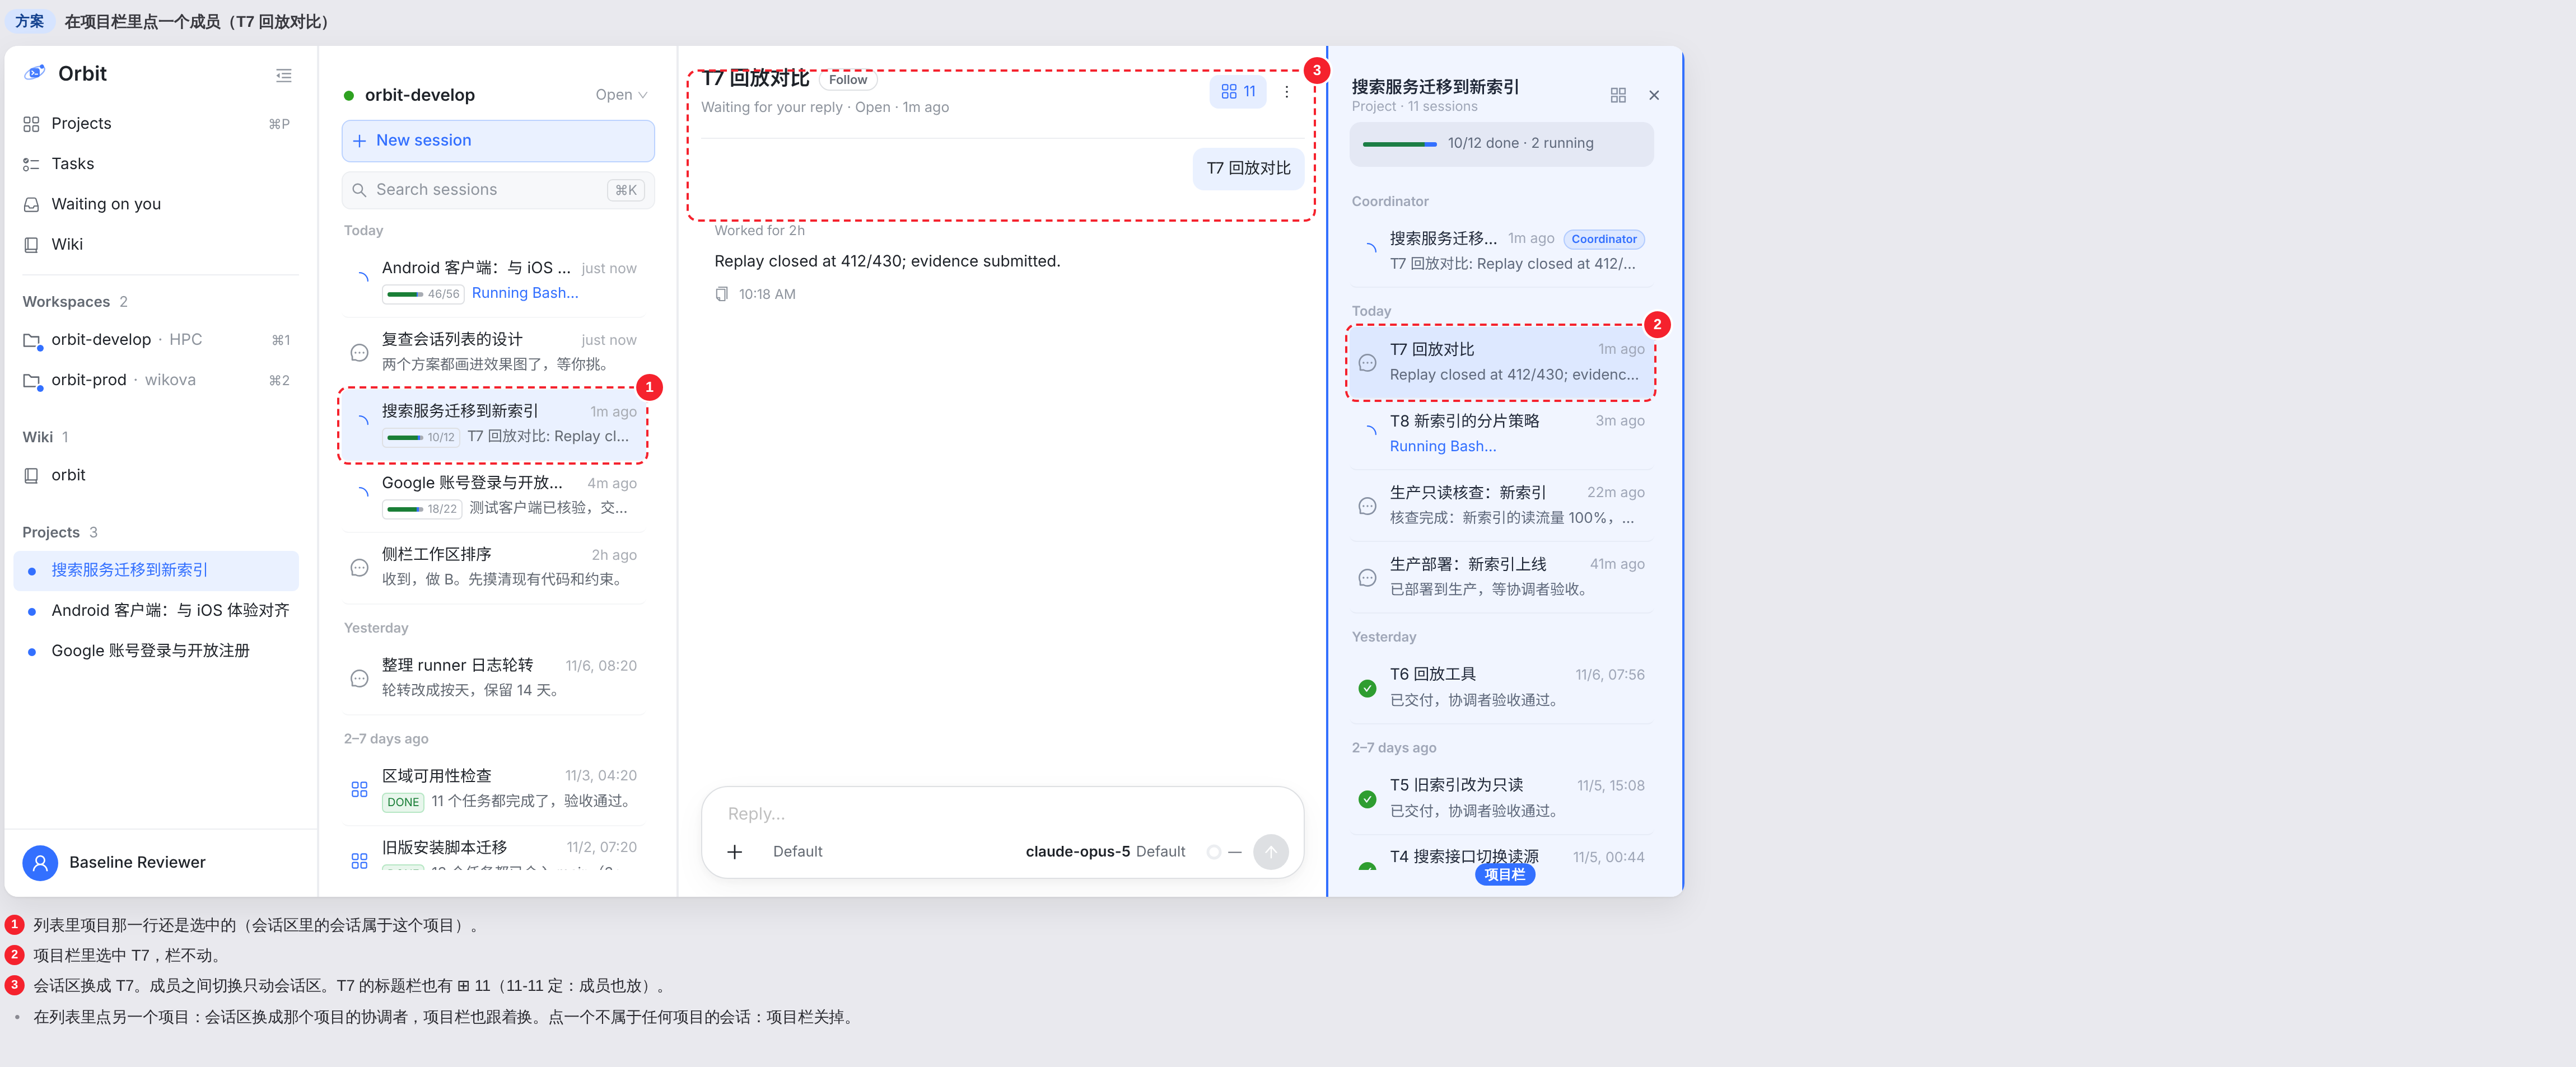 方案 在项目栏里点一个成员（T7 回放对比）
Orbit
Projects ⌘P
Tasks
Waiting on you
Wiki
Workspaces 2
orbit-develop · HPC ⌘1
orbit-prod · wikova ⌘2
Wiki 1
orbit
Projects 3
搜索服务迁移到新索引
Android 客户端：与 iOS 体验对齐
Google 账号登录与开放注册
Baseline Reviewer
orbit-develop Open
New session
Search sessions ⌘K
Today
Android 客户端：与 iOS ... just now
46/56 Running Bash...
复查会话列表的设计 just now
两个方案都画进效果图了，等你挑。
1
搜索服务迁移到新索引 1m ago
10/12 T7 回放对比: Replay cl...
Google 账号登录与开放... 4m ago
18/22 测试客户端已核验，交...
侧栏工作区排序 2h ago
收到，做 B。先摸清现有代码和约束。
Yesterday
整理 runner 日志轮转 11/6, 08:20
轮转改成按天，保留 14 天。
2–7 days ago
区域可用性检查 11/3, 04:20
DONE 11 个任务都完成了，验收通过。
旧版安装脚本迁移 11/2, 07:20
T7 回放对比 Follow
Waiting for your reply · Open · 1m ago
11
3
T7 回放对比
Worked for 2h
Replay closed at 412/430; evidence submitted.
10:18 AM
Reply...
Default claude-opus-5 Default —
搜索服务迁移到新索引
Project · 11 sessions
10/12 done · 2 running
Coordinator
搜索服务迁移... 1m ago Coordinator
T7 回放对比: Replay closed at 412/...
Today
2
T7 回放对比 1m ago
Replay closed at 412/430; evidenc...
T8 新索引的分片策略 3m ago
Running Bash...
生产只读核查：新索引 22m ago
核查完成：新索引的读流量 100%，...
生产部署：新索引上线 41m ago
已部署到生产，等协调者验收。
Yesterday
T6 回放工具 11/6, 07:56
已交付，协调者验收通过。
2–7 days ago
T5 旧索引改为只读 11/5, 15:08
已交付，协调者验收通过。
T4 搜索接口切换读源 11/5, 00:44
项目栏
1 列表里项目那一行还是选中的（会话区里的会话属于这个项目）。
2 项目栏里选中 T7，栏不动。
3 会话区换成 T7。成员之间切换只动会话区。T7 的标题栏也有 ⊞ 11（11-11 定：成员也放）。
• 在列表里点另一个项目：会话区换成那个项目的协调者，项目栏也跟着换。点一个不属于任何项目的会话：项目栏关掉。